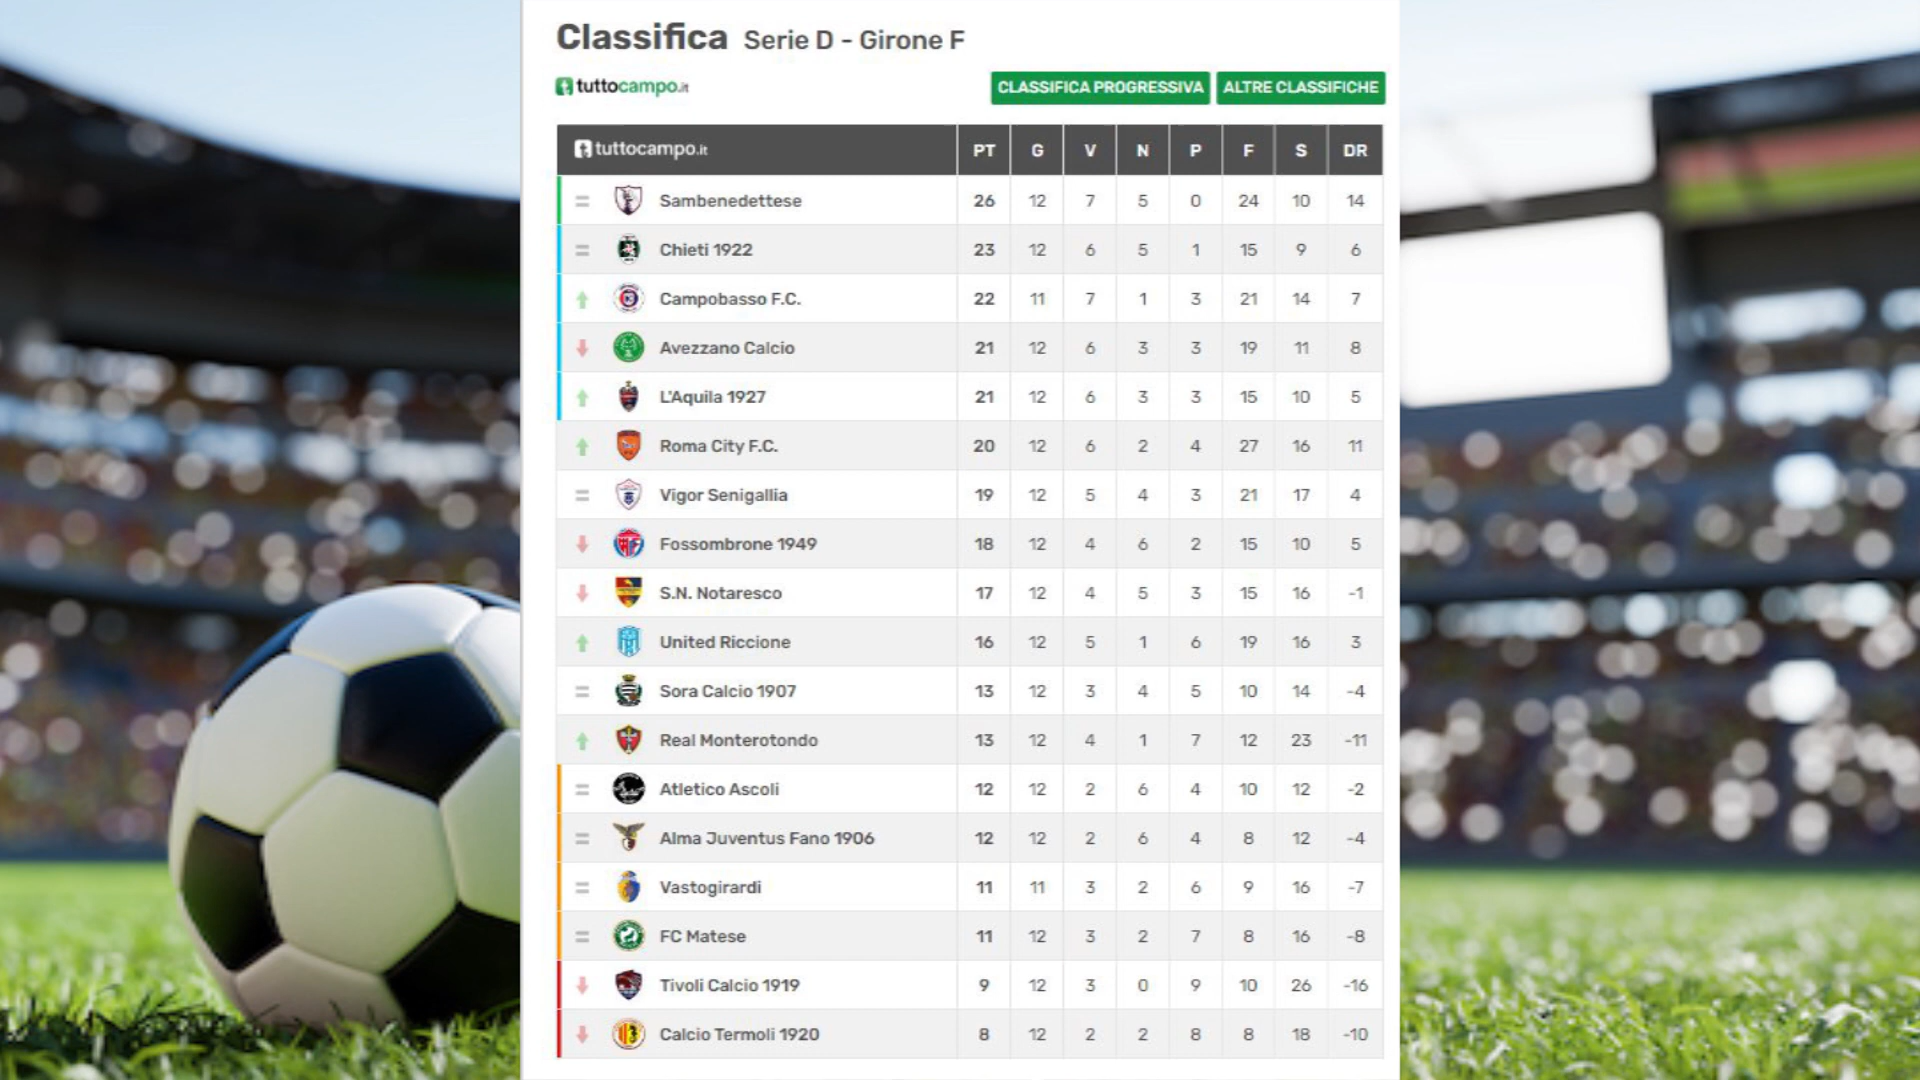 Classifica Serie D - Girone F
tuttocampo.it CLASSIFICA PROGRESSIVA ALTRE CLASSIFICHE
tuttocampo.it PT G V N P F S DR
Sambenedettese 26 12 7 5 0 24 10 14
Chieti 1922 23 12 6 5 1 15 9 6
Campobasso F.C. 22 11 7 1 3 21 14 7
Avezzano Calcio 21 12 6 3 3 19 11 8
L'Aquila 1927 21 12 6 3 3 15 10 5
Roma City F.C. 20 12 6 2 4 27 16 11
Vigor Senigallia 19 12 5 4 3 21 17 4
Fossombrone 1949 18 12 4 6 2 15 10 5
S.N. Notaresco 17 12 4 5 3 15 16 -1
United Riccione 16 12 5 1 6 19 16 3
Sora Calcio 1907 13 12 3 4 5 10 14 -4
Real Monterotondo 13 12 4 1 7 12 23 -11
Atletico Ascoli 12 12 2 6 4 10 12 -2
Alma Juventus Fano 1906 12 12 2 6 4 8 12 -4
Vastogirardi 11 11 3 2 6 9 16 -7
FC Matese 11 12 3 2 7 8 16 -8
Tivoli Calcio 1919 9 12 3 0 9 10 26 -16
Calcio Termoli 1920 8 12 2 2 8 8 18 -10